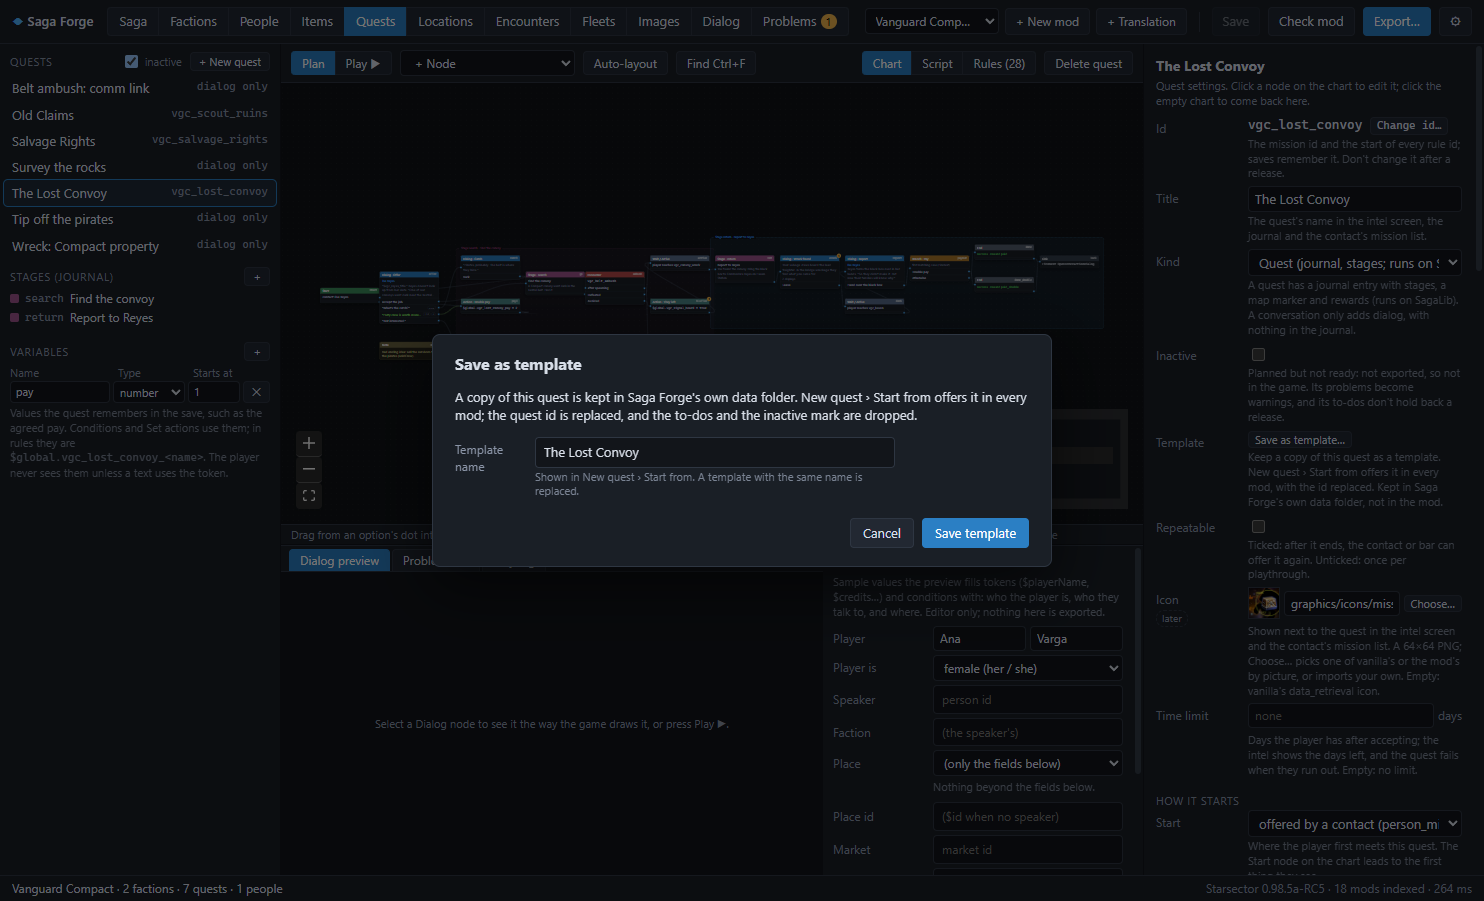 Saga Forge
Saga
Factions
People
Items
Quests
Locations
Encounters
Fleets
Images
Dialog
Problems 1
Vanguard Comp...
+ New mod
+ Translation
Save
Check mod
Export...
QUESTS
inactive
+ New quest
Belt ambush: comm link dialog only
Old Claims vgc_scout_ruins
Salvage Rights vgc_salvage_rights
Survey the rocks dialog only
The Lost Convoy vgc_lost_convoy
Tip off the pirates dialog only
Wreck: Compact property dialog only
STAGES (JOURNAL) +
search Find the convoy
return Report to Reyes
VARIABLES +
Name Type Starts at
pay number 1
Values the quest remembers in the save, such as the
agreed pay. Conditions and Set actions use them; in
rules they are
$global.vgc_lost_convoy_<name>. The player
never sees them unless a text uses the token.
Plan
Play ▶
+ Node
Auto-layout
Find Ctrl+F
Chart
Script
Rules (28)
Delete quest
Drag from an option's dot int
Dialog preview
Select a Dialog node to see it the way the game draws it, or press Play ▶.
Save as template
A copy of this quest is kept in Saga Forge's own data folder. New quest › Start from offers it in every
mod; the quest id is replaced, and the to-dos and the inactive mark are dropped.
Template
name
The Lost Convoy
Shown in New quest › Start from. A template with the same name is
replaced.
Cancel
Save template
Sample values the preview fills tokens ($playerName,
$credits...) and conditions with: who the player is, who they
talk to, and where. Editor only; nothing here is exported.
Player Ana Varga
Player is female (her / she)
Speaker person id
Faction (the speaker's)
Place (only the fields below)
Nothing beyond the fields below.
Place id ($id when no speaker)
Market market id
The Lost Convoy
Quest settings. Click a node on the chart to edit it; click the
empty chart to come back here.
Id vgc_lost_convoy Change id…
The mission id and the start of every rule id;
saves remember it. Don't change it after a
release.
Title The Lost Convoy
The quest's name in the intel screen, the
journal and the contact's mission list.
Kind Quest (journal, stages; runs on S
A quest has a journal entry with stages, a
map marker and rewards (runs on SagaLib).
A conversation only adds dialog, with
nothing in the journal.
Inactive
Planned but not ready: not exported, so not
in the game. Its problems become
warnings, and its to-dos don't hold back a
release.
Template Save as template...
Keep a copy of this quest as a template.
New quest › Start from offers it in every
mod, with the id replaced. Kept in Saga
Forge's own data folder, not in the mod.
Repeatable
Ticked: after it ends, the contact or bar can
offer it again. Unticked: once per
playthrough.
Icon graphics/icons/miss Choose...
later
Shown next to the quest in the intel screen
and the contact's mission list. A 64×64 PNG;
Choose... picks one of vanilla's or the mod's
by picture, or imports your own. Empty:
vanilla's data_retrieval icon.
Time limit none days
Days the player has after accepting; the
intel shows the days left, and the quest fails
when they run out. Empty: no limit.
HOW IT STARTS
Start offered by a contact (person_mi
Where the player first meets this quest. The
Start node on the chart leads to the first
Vanguard Compact · 2 factions · 7 quests · 1 people
Starsector 0.98.5a-RC5 · 18 mods indexed · 264 ms